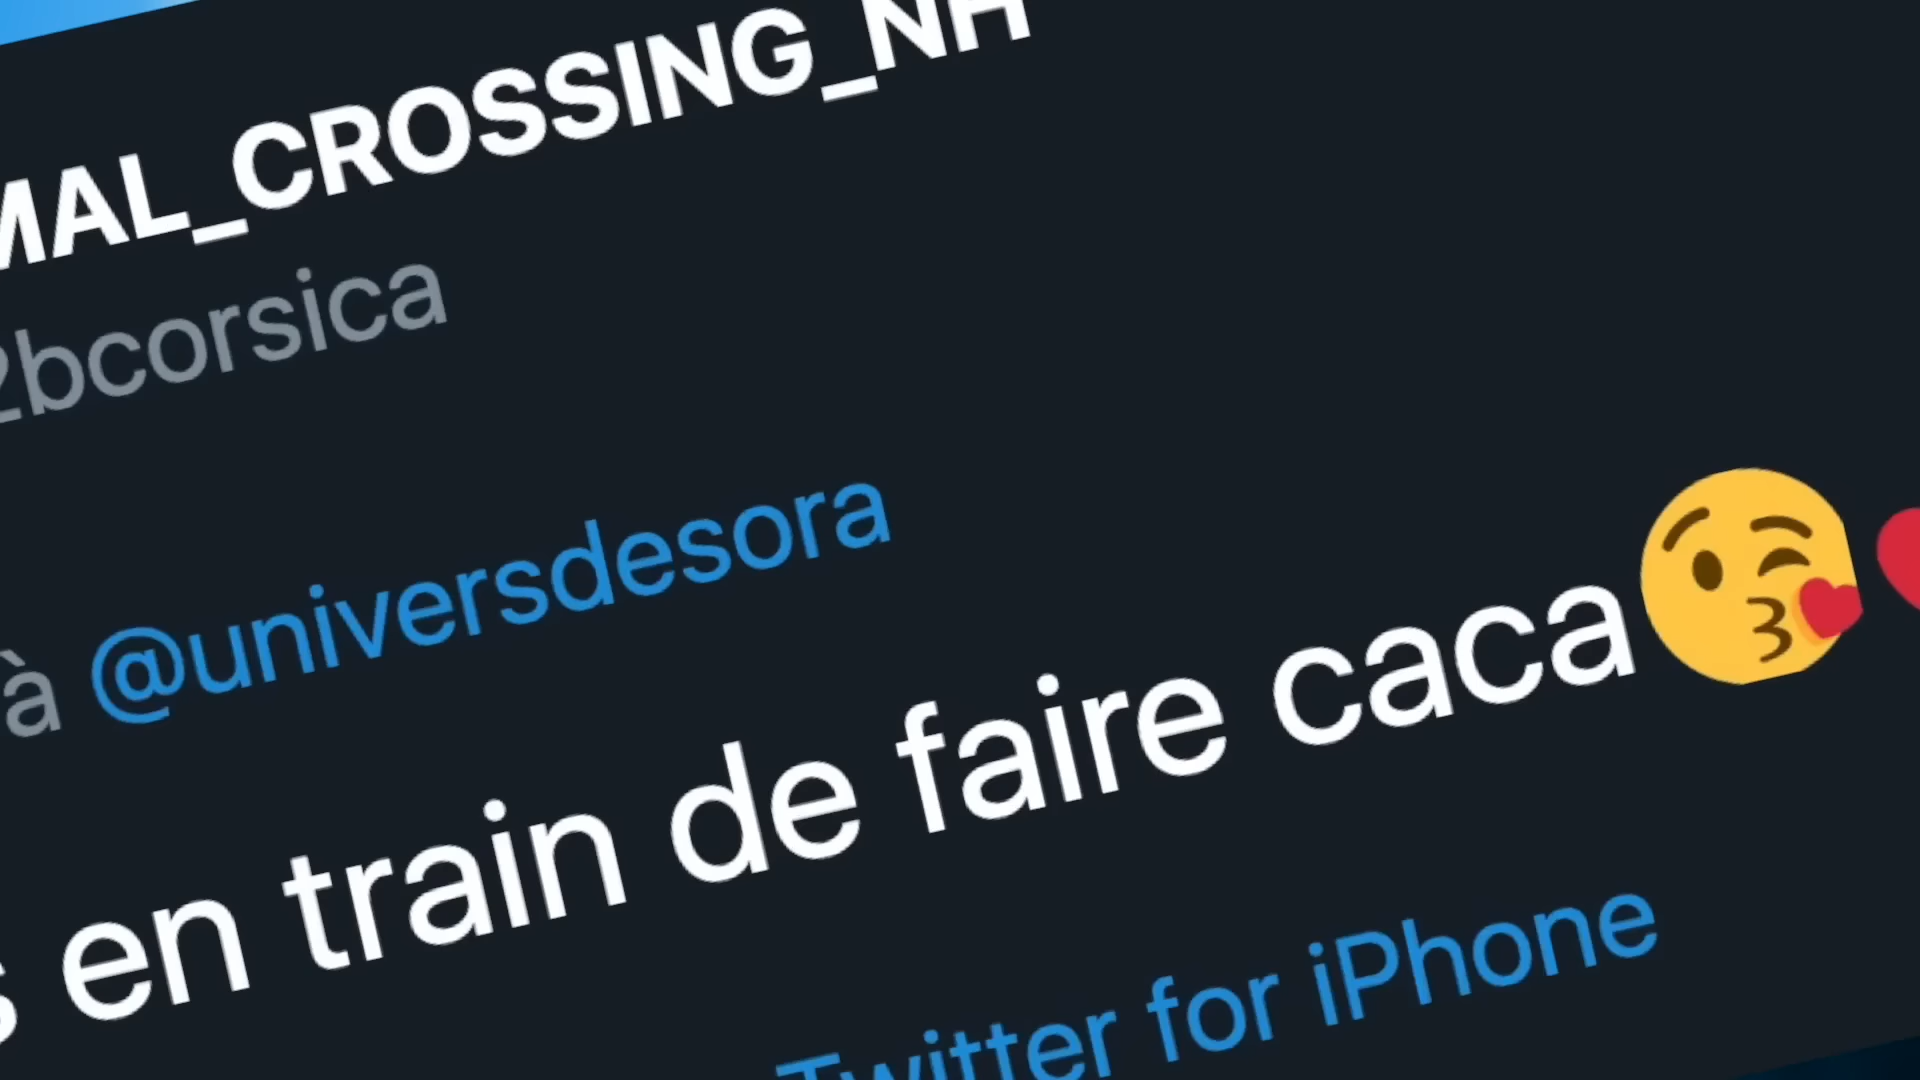 MAL_CROSSING_NH
2bcorsica
à @universdesora
s en train de faire caca😘❤
Twitter for iPhone